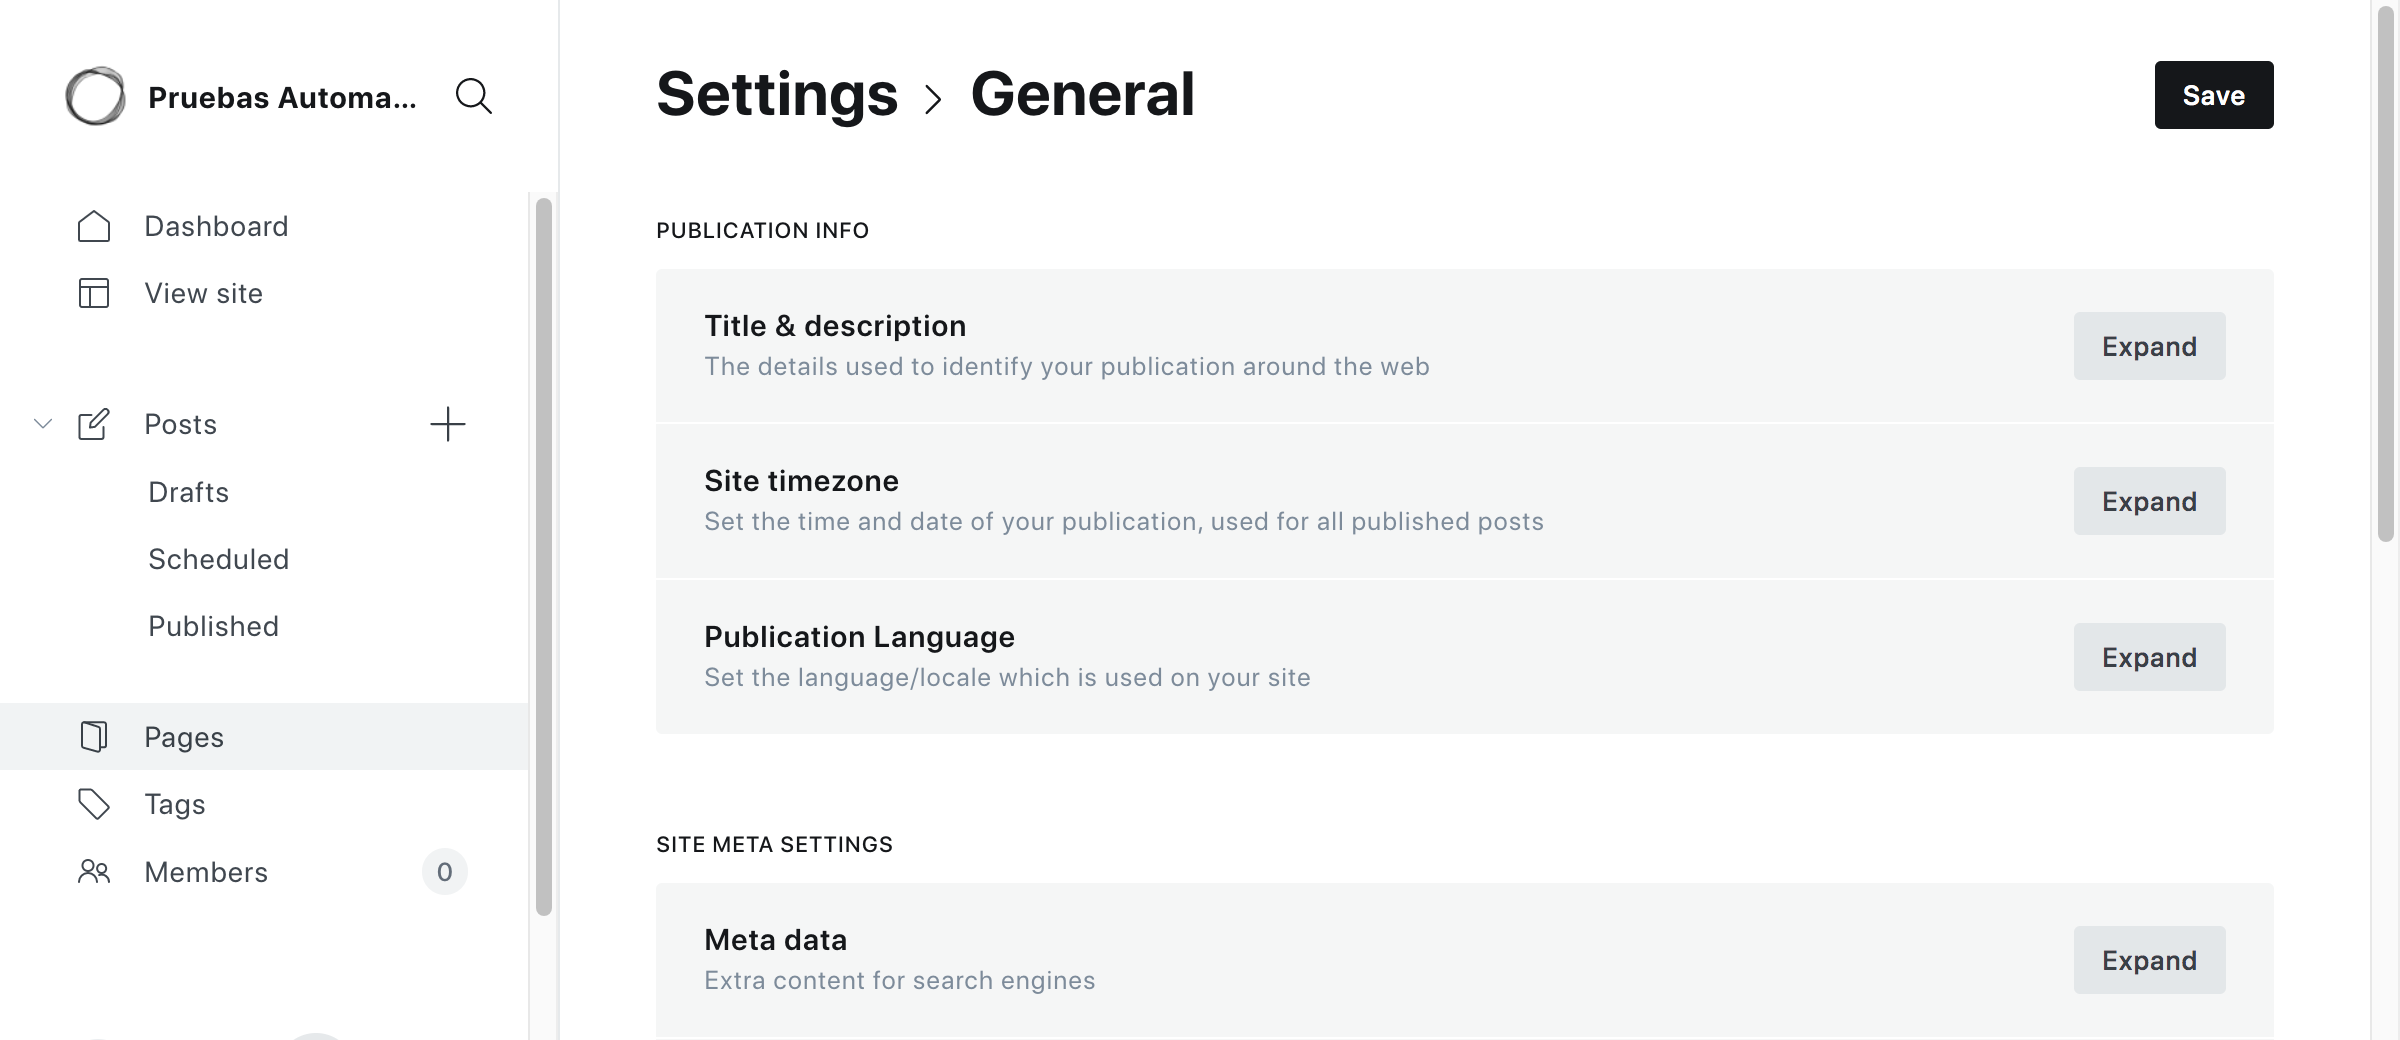 Pruebas Automa...
Dashboard
View site
Posts
Drafts
Scheduled
Published
Pages
Tags
Members
0
Settings > General
Save
PUBLICATION INFO
Title & description
The details used to identify your publication around the web
Expand
Site timezone
Set the time and date of your publication, used for all published posts
Expand
Publication Language
Set the language/locale which is used on your site
Expand
SITE META SETTINGS
Meta data
Extra content for search engines
Expand